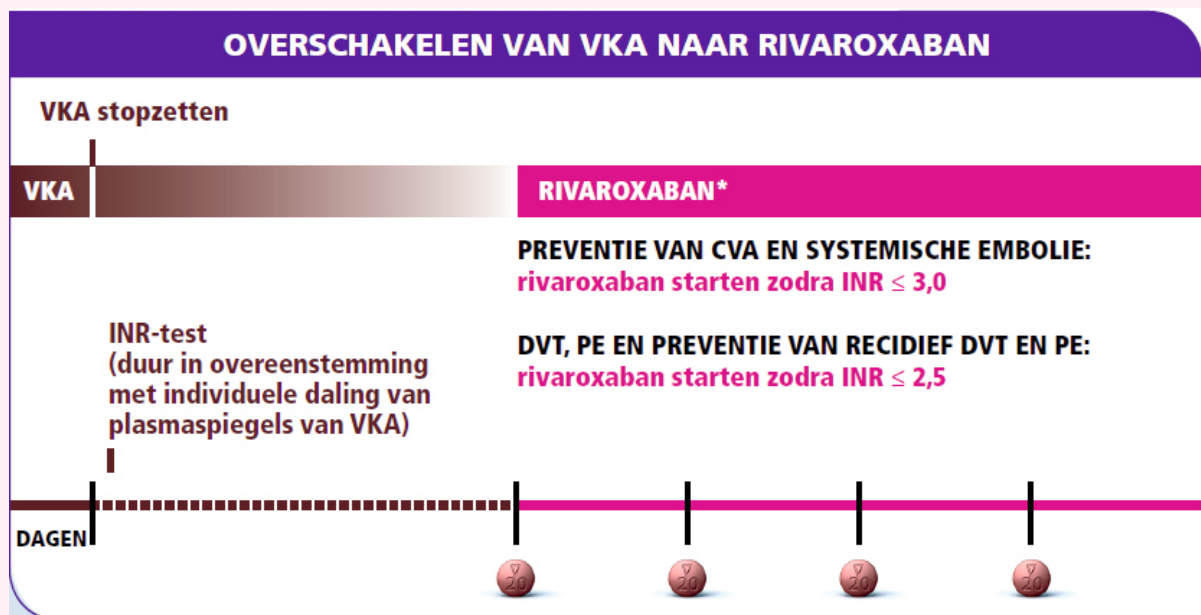 OVERSCHAKELEN VAN VKA NAAR RIVAROXABAN
VKA stopzetten
VKA
RIVAROXABAN*
PREVENTIE VAN CVA EN SYSTEMISCHE EMBOLIE:
rivaroxaban starten zodra INR ≤ 3,0
INR-test
(duur in overeenstemming
met individuele daling van
plasmaspiegels van VKA)
DVT, PE EN PREVENTIE VAN RECIDIEF DVT EN PE:
rivaroxaban starten zodra INR ≤ 2,5
DAGEN
20
20
20
20